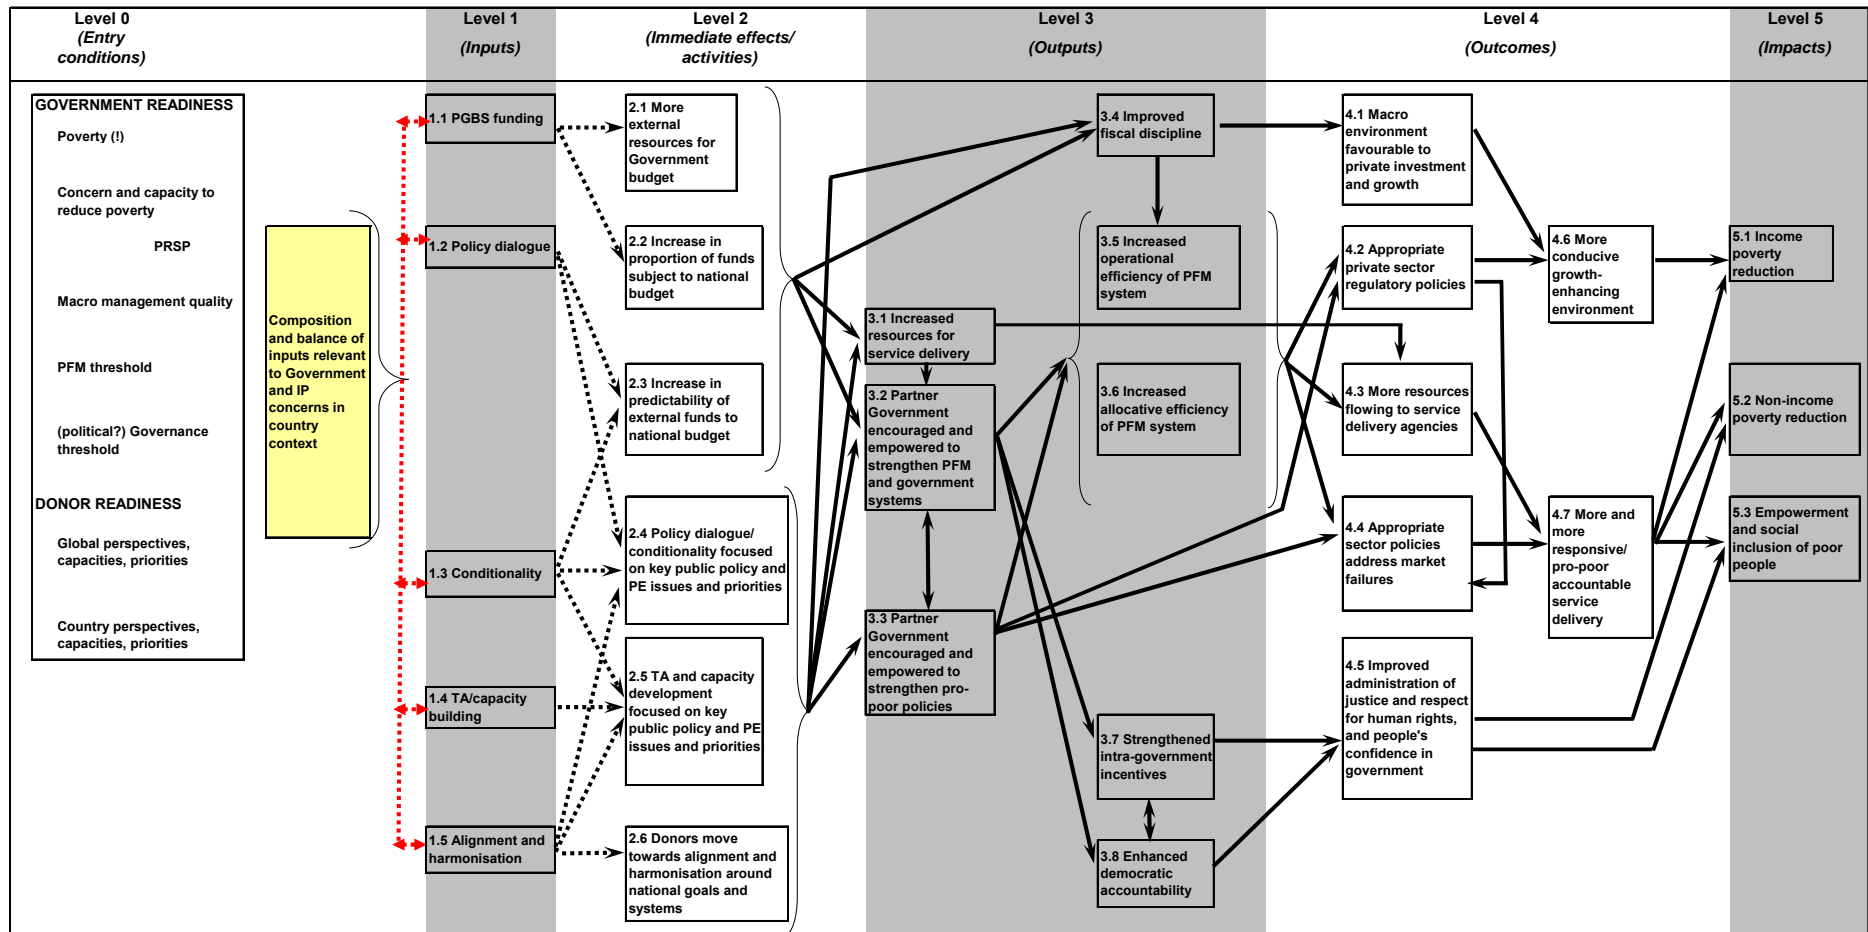 Level 0
(Entry
conditions)
Level 1
(Inputs)
Level 2
(Immediate effects/
activities)
Level 3
(Outputs)
Level 4
(Outcomes)
Level 5
(Impacts)
GOVERNMENT READINESS
Poverty (!)
Concern and capacity to
reduce poverty
PRSP
Macro management quality
PFM threshold
(political?) Governance
threshold
DONOR READINESS
Global perspectives,
capacities, priorities
Country perspectives,
capacities, priorities
Composition
and balance of
inputs relevant
to Government
and IP
concerns in
country
context
1.1 PGBS funding
1.2 Policy dialogue
1.3 Conditionality
1.4 TA/capacity
building
1.5 Alignment and
harmonisation
2.1 More
external
resources for
Government
budget
2.2 Increase in
proportion of funds
subject to national
budget
2.3 Increase in
predictability of
external funds to
national budget
2.4 Policy dialogue/
conditionality focused
on key public policy and
PE issues and priorities
2.5 TA and capacity
development
focused on key
public policy and PE
issues and priorities
2.6 Donors move
towards alignment and
harmonisation around
national goals and
systems
3.1 Increased
resources for
service delivery
3.2 Partner
Government
encouraged and
empowered to
strengthen PFM
and government
systems
3.3 Partner
Government
encouraged and
empowered to
strengthen pro-
poor policies
3.4 Improved
fiscal discipline
3.5 Increased
operational
efficiency of PFM
system
3.6 Increased
allocative efficiency
of PFM system
3.7 Strengthened
intra-government
incentives
3.8 Enhanced
democratic
accountability
4.1 Macro
environment
favourable to
private investment
and growth
4.2 Appropriate
private sector
regulatory policies
4.3 More resources
flowing to service
delivery agencies
4.4 Appropriate
sector policies
address market
failures
4.5 Improved
administration of
justice and respect
for human rights,
and people's
confidence in
government
4.6 More
conducive
growth-
enhancing
environment
4.7 More and
more
responsive/
pro-poor
accountable
service
delivery
5.1 Income
poverty
reduction
5.2 Non-income
poverty reduction
5.3 Empowerment
and social
inclusion of poor
people